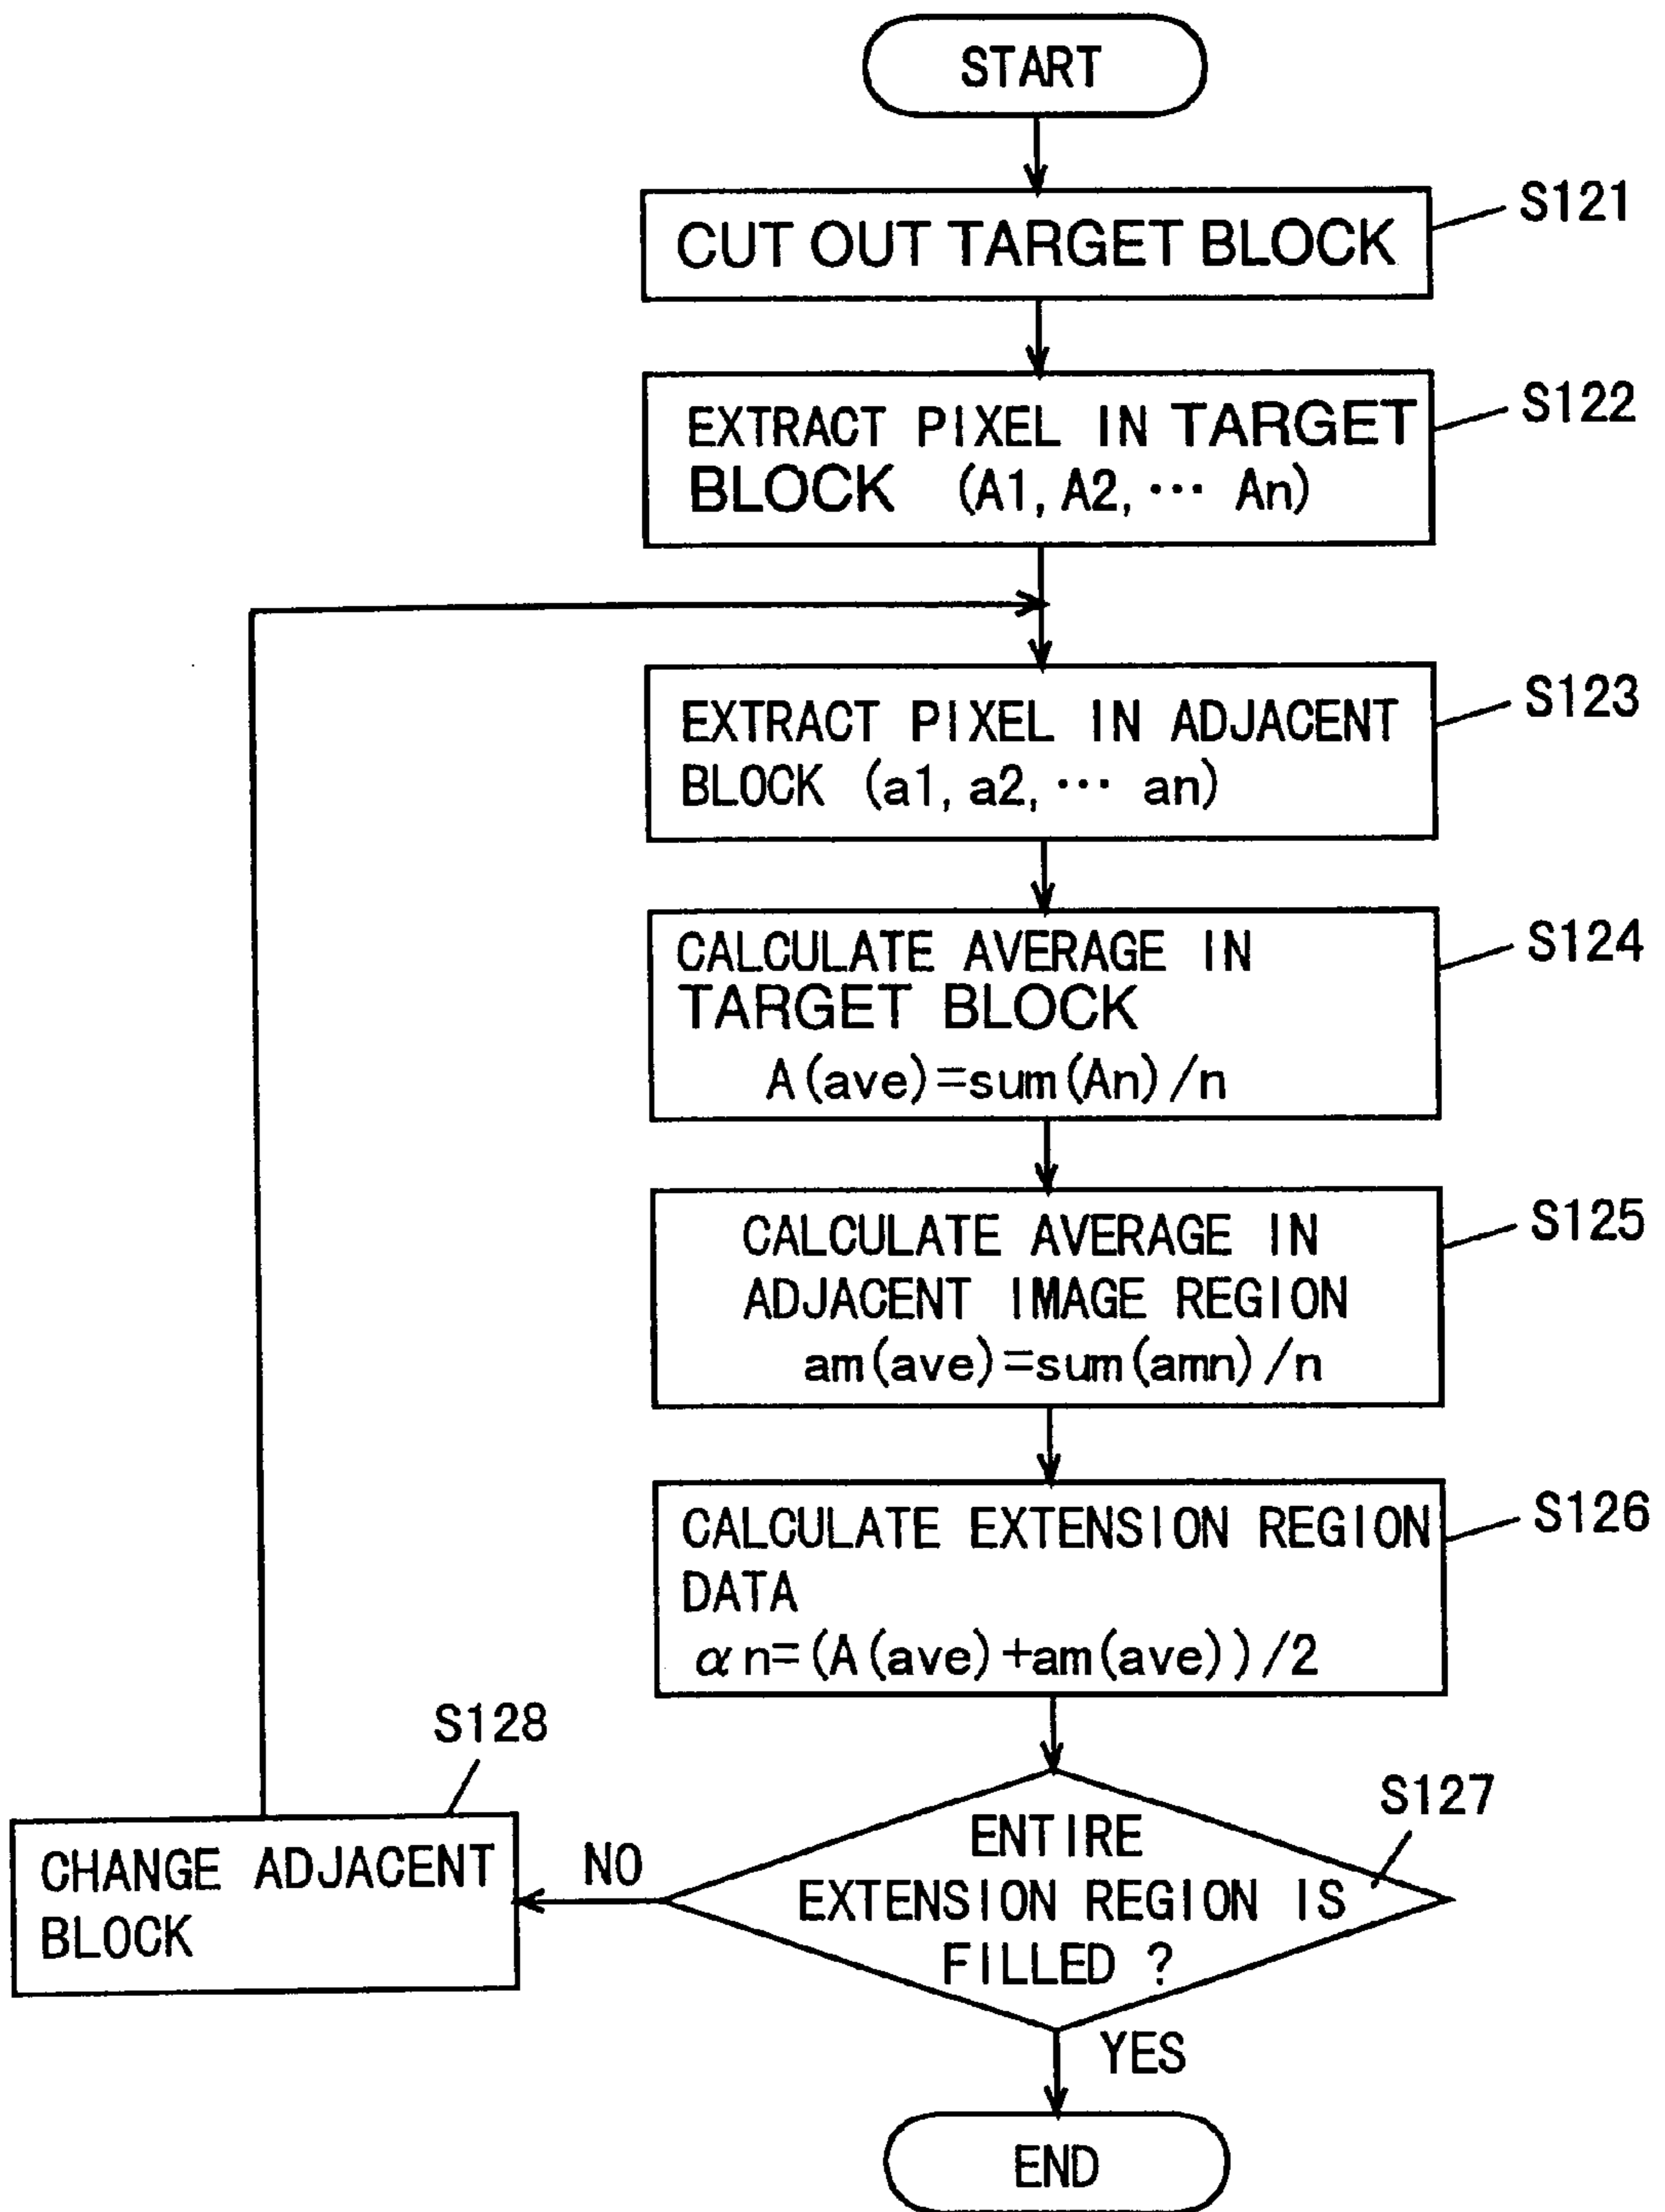 START
CUT OUT TARGET BLOCK
S121
EXTRACT PIXEL IN TARGET
BLOCK (A1, A2, ··· An)
S122
EXTRACT PIXEL IN ADJACENT
BLOCK (a1, a2, ··· an)
S123
CALCULATE AVERAGE IN
TARGET BLOCK
A(ave)=sum(An)/n
S124
CALCULATE AVERAGE IN
ADJACENT IMAGE REGION
am(ave)=sum(amn)/n
S125
CALCULATE EXTENSION REGION
DATA
αn=(A(ave)+am(ave))/2
S126
ENTIRE
EXTENSION REGION IS
FILLED ?
S127
NO
S128
CHANGE ADJACENT
BLOCK
YES
END